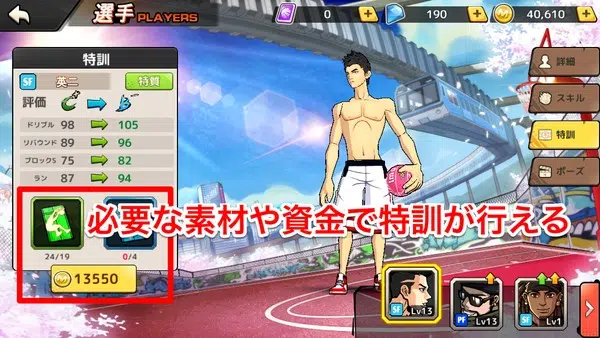 選手 PLAYERS
0
190
40,610
特訓
SF 英二 特質
評価 C B
ドリブル 98 105
リバウンド 89 96
ブロックS 75 82
ラン 87 94
24/19 0/4
13550
必要な素材や資金で特訓が行える
詳細
スキル
特訓
ポーズ
SF Lv13
PF Lv13
SF Lv1